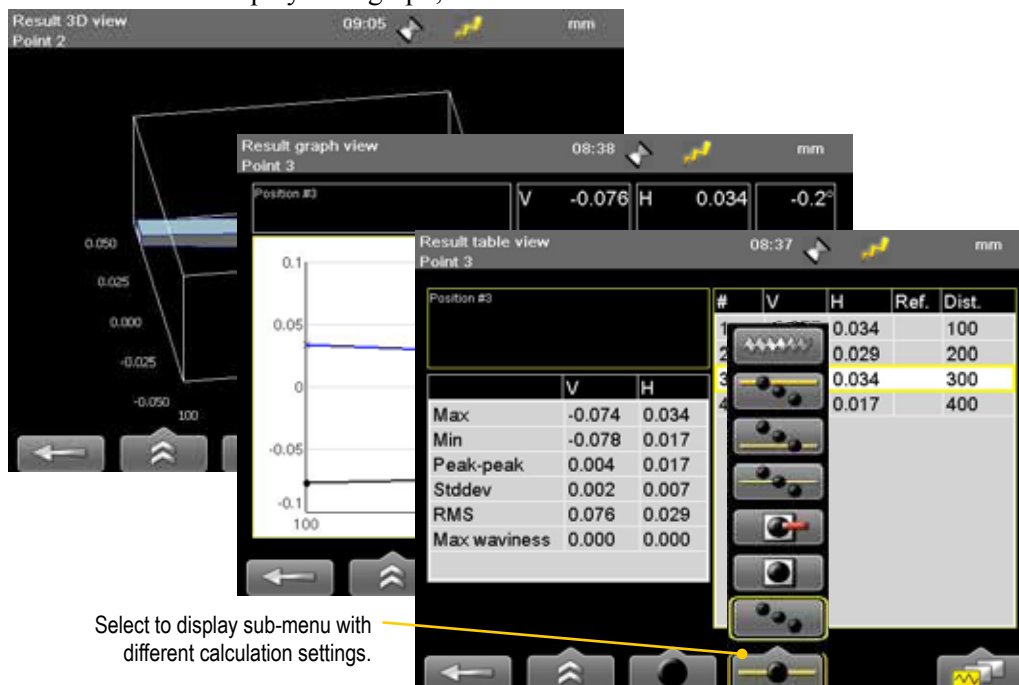 Result 3D view
Point 2
09:05
mm
0.050
0.025
0.000
-0.025
-0.050
100
Result graph view
Point 3
08:38
mm
Position #3
V -0.076 H 0.034 -0.2°
0.1
0.05
0
-0.05
-0.1
100
Result table view
Point 3
08:37
mm
Position #3
V H
Max -0.074 0.034
Min -0.078 0.017
Peak-peak 0.004 0.017
Stddev 0.002 0.007
RMS 0.076 0.029
Max waviness 0.000 0.000
# V H Ref. Dist.
1 0.034 100
2 0.029 200
3 0.034 300
4 0.017 400
Select to display sub-menu with
different calculation settings.